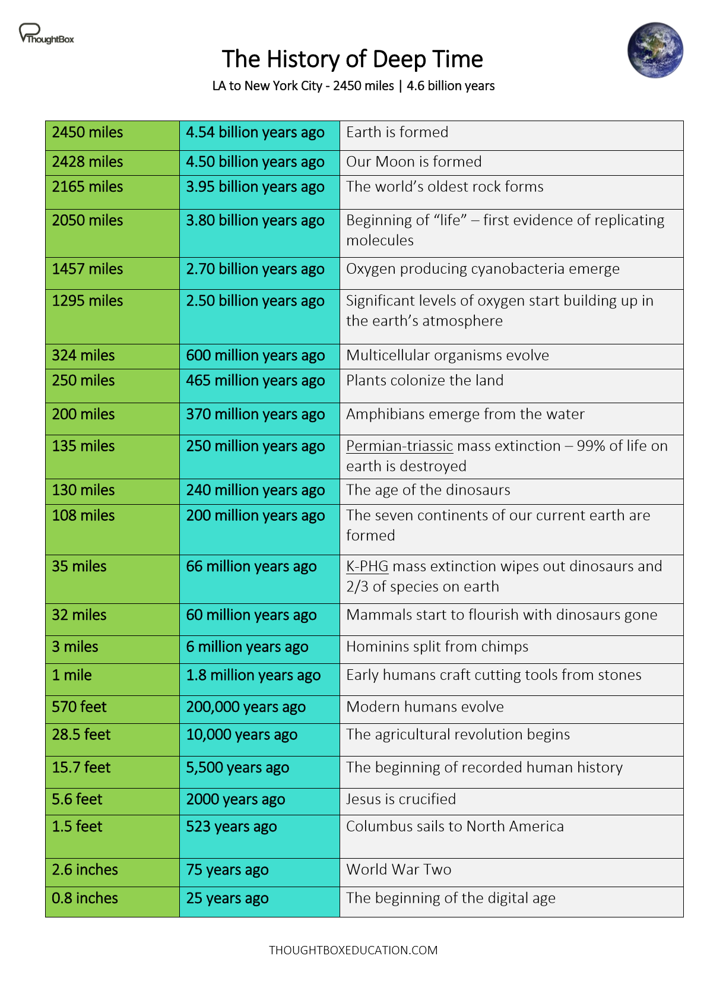 ThoughtBox
The History of Deep Time
LA to New York City - 2450 miles | 4.6 billion years
2450 miles 4.54 billion years ago Earth is formed
2428 miles 4.50 billion years ago Our Moon is formed
2165 miles 3.95 billion years ago The world’s oldest rock forms
2050 miles 3.80 billion years ago Beginning of “life” – first evidence of replicating
molecules
1457 miles 2.70 billion years ago Oxygen producing cyanobacteria emerge
1295 miles 2.50 billion years ago Significant levels of oxygen start building up in
the earth’s atmosphere
324 miles 600 million years ago Multicellular organisms evolve
250 miles 465 million years ago Plants colonize the land
200 miles 370 million years ago Amphibians emerge from the water
135 miles 250 million years ago Permian-triassic mass extinction – 99% of life on
earth is destroyed
130 miles 240 million years ago The age of the dinosaurs
108 miles 200 million years ago The seven continents of our current earth are
formed
35 miles 66 million years ago K-PHG mass extinction wipes out dinosaurs and
2/3 of species on earth
32 miles 60 million years ago Mammals start to flourish with dinosaurs gone
3 miles 6 million years ago Hominins split from chimps
1 mile 1.8 million years ago Early humans craft cutting tools from stones
570 feet 200,000 years ago Modern humans evolve
28.5 feet 10,000 years ago The agricultural revolution begins
15.7 feet 5,500 years ago The beginning of recorded human history
5.6 feet 2000 years ago Jesus is crucified
1.5 feet 523 years ago Columbus sails to North America
2.6 inches 75 years ago World War Two
0.8 inches 25 years ago The beginning of the digital age
THOUGHTBOXEDUCATION.COM